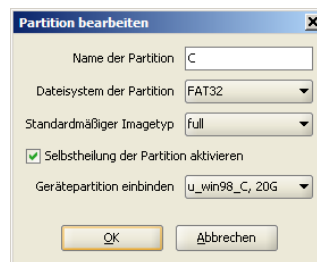 Partition bearbeiten
Name der Partition C
Dateisystem der Partition FAT32
Standardmäßiger Imagetyp full
Selbstheilung der Partition aktivieren
Gerätepartition einbinden u_win98_C, 20G
OK Abbrechen